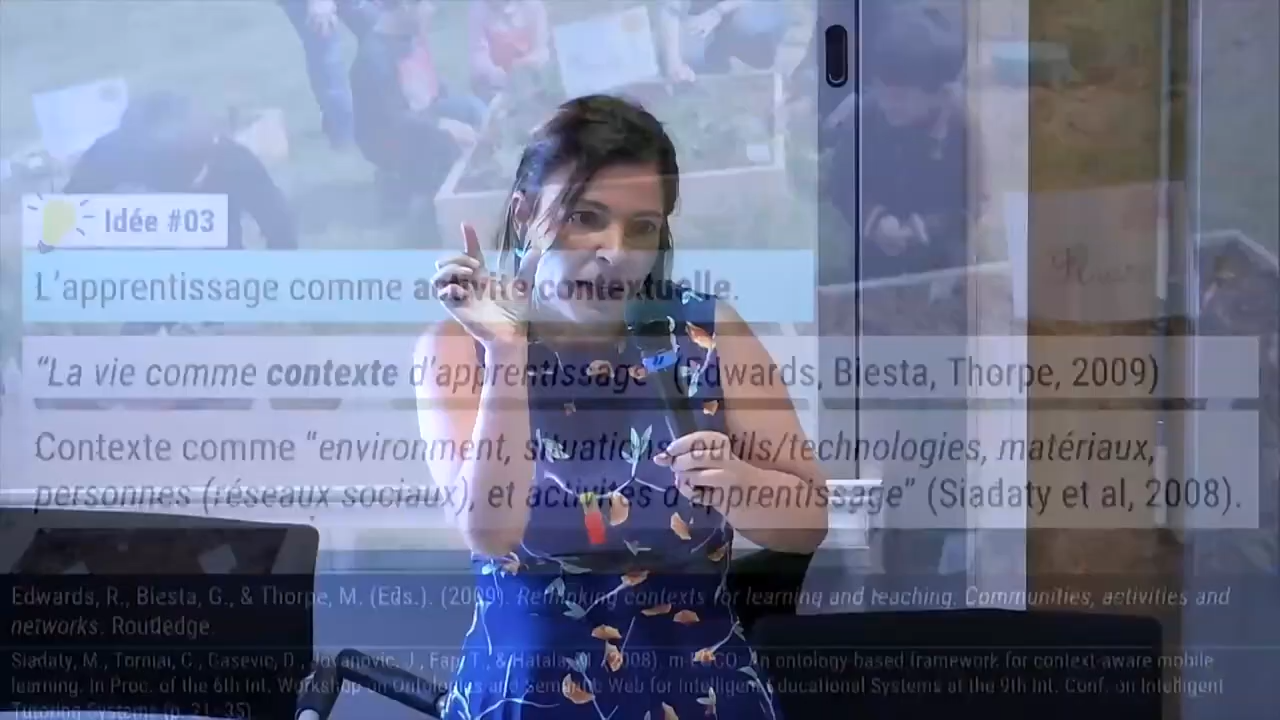 Idée #03
L'apprentissage comme activité contextuelle.
“La vie comme contexte d'apprentissage” (Edwards, Biesta, Thorpe, 2009)
Contexte comme “environment, situations, outils/technologies, matériaux,
personnes (réseaux sociaux), et activités d'apprentissage” (Siadaty et al, 2008).
Edwards, R., Biesta, G., & Thorpe, M. (Eds.). (2009). Rethinking contexts for learning and teaching. Communities, activities and
networks. Routledge.
Siadaty, M., Torniai, C., Gasevic, D., Jovanovic, J., Eap, T., & Hatala, M. (2008). m-LOCO: An ontology-based framework for context-aware mobile
learning. In Proc. of the 6th Int. Workshop on Ontologies and Semantic Web for Intelligent Educational Systems at the 9th Int. Conf. on Intelligent
Tutoring Systems (p. 21-35)